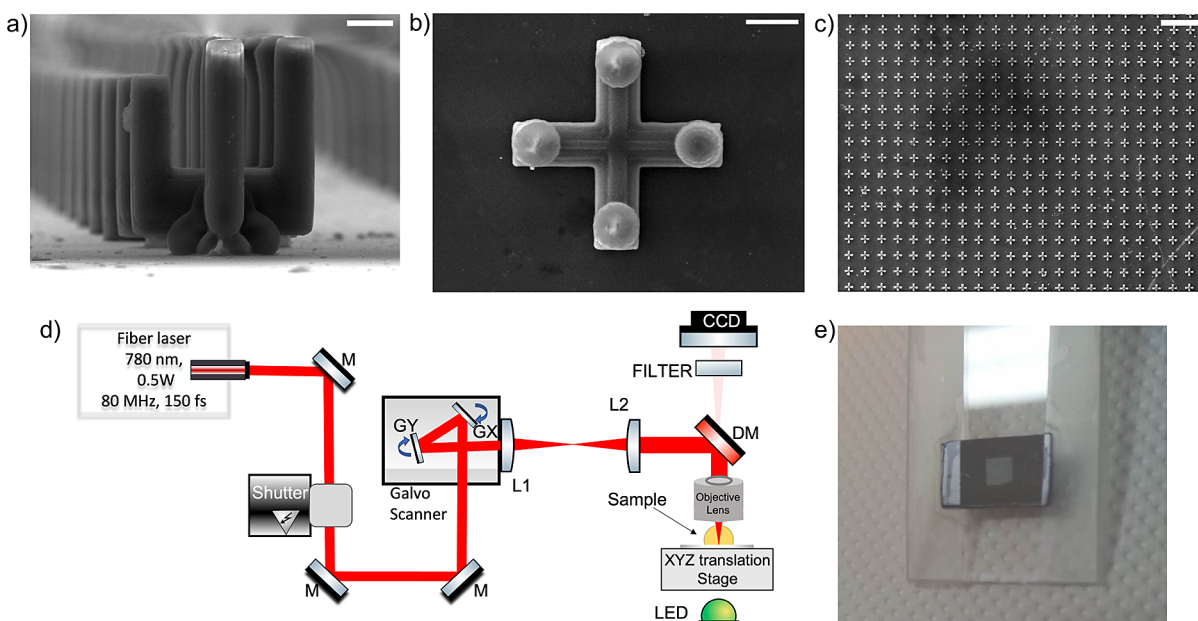 a)
b)
c)
d)
Fiber laser
780 nm,
0.5W
80 MHz, 150 fs
M
Shutter
M
M
GY
GX
Galvo
Scanner
L1
L2
CCD
FILTER
DM
Objective
Lens
Sample
XYZ translation
Stage
LED
e)